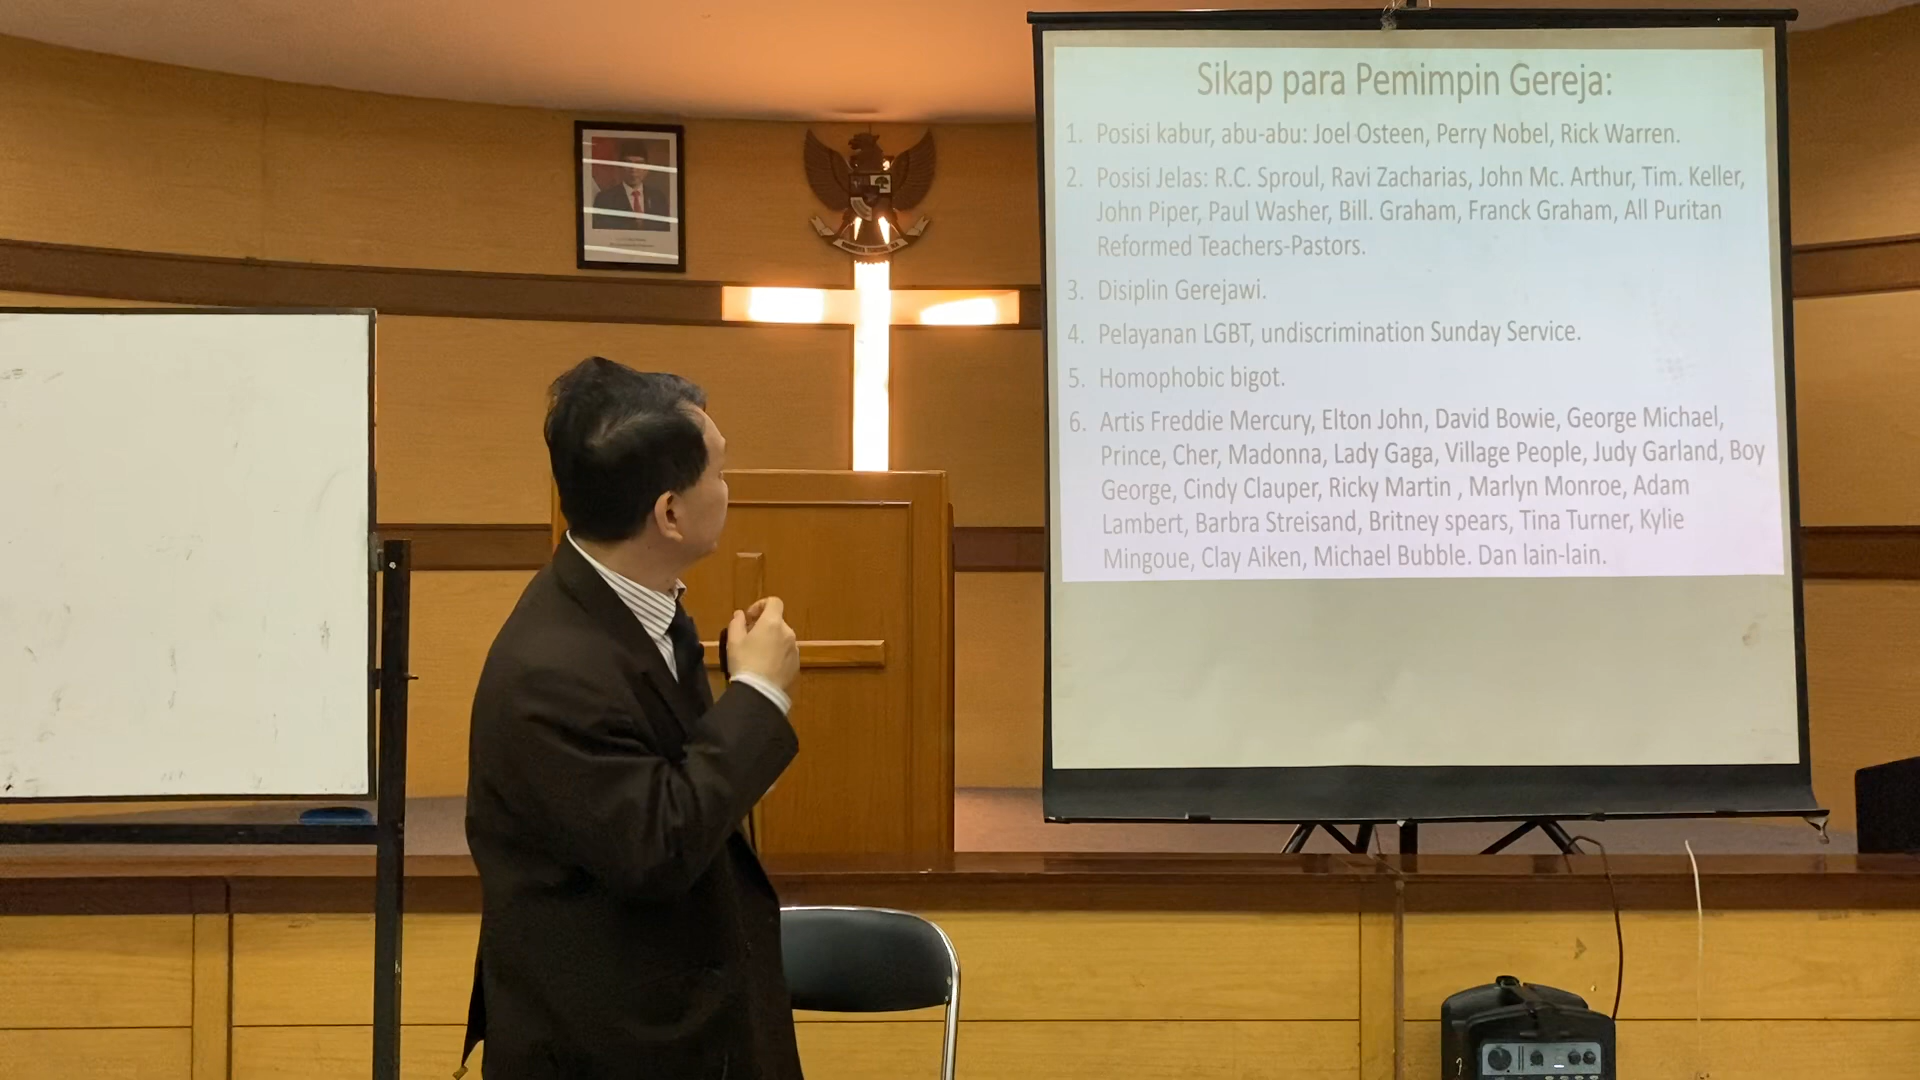 Sikap para Pemimpin Gereja:
1. Posisi kabur, abu-abu: Joel Osteen, Perry Nobel, Rick Warren.
2. Posisi Jelas: R.C. Sproul, Ravi Zacharias, John Mc. Arthur, Tim. Keller,
John Piper, Paul Washer, Bill. Graham, Franck Graham, All Puritan
Reformed Teachers-Pastors.
3. Disiplin Gerejawi.
4. Pelayanan LGBT, undiscrimination Sunday Service.
5. Homophobic bigot.
6. Artis Freddie Mercury, Elton John, David Bowie, George Michael,
Prince, Cher, Madonna, Lady Gaga, Village People, Judy Garland, Boy
George, Cindy Clauper, Ricky Martin , Marlyn Monroe, Adam
Lambert, Barbra Streisand, Britney spears, Tina Turner, Kylie
Mingoue, Clay Aiken, Michael Bubble. Dan lain-lain.